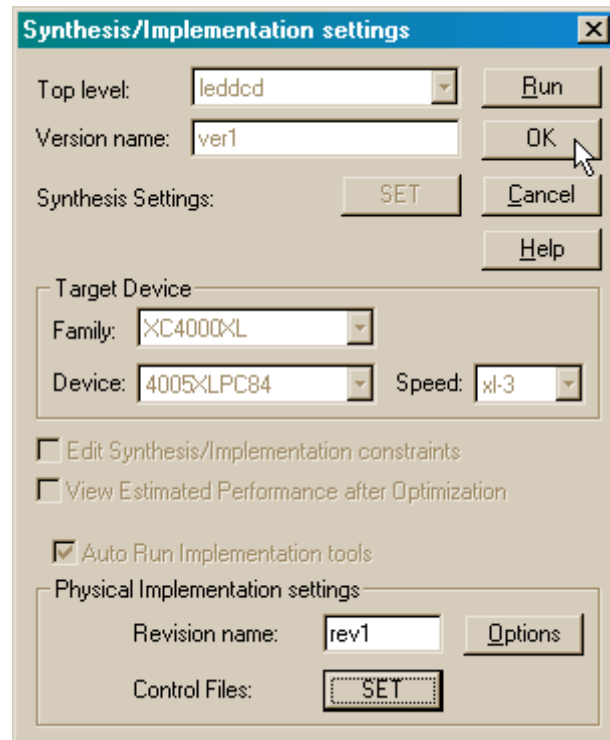 Synthesis/Implementation settings
Top level: leddcd Run
Version name: ver1 OK
Synthesis Settings: SET Cancel
Help
Target Device
Family: XC4000XL
Device: 4005XLPC84 Speed: xl-3
Edit Synthesis/Implementation constraints
View Estimated Performance after Optimization
Auto Run Implementation tools
Physical Implementation settings
Revision name: rev1 Options
Control Files: SET